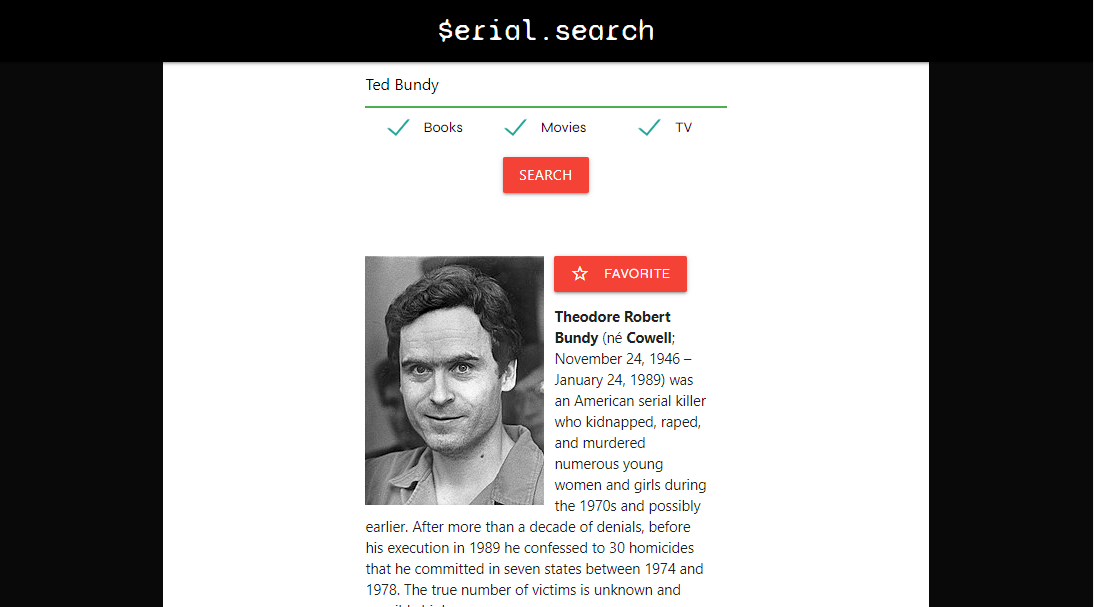 $erial.search
Ted Bundy
Books Movies TV
SEARCH
FAVORITE
Theodore Robert
Bundy (né Cowell;
November 24, 1946 –
January 24, 1989) was
an American serial killer
who kidnapped, raped,
and murdered
numerous young
women and girls during
the 1970s and possibly
earlier. After more than a decade of denials, before
his execution in 1989 he confessed to 30 homicides
that he committed in seven states between 1974 and
1978. The true number of victims is unknown and